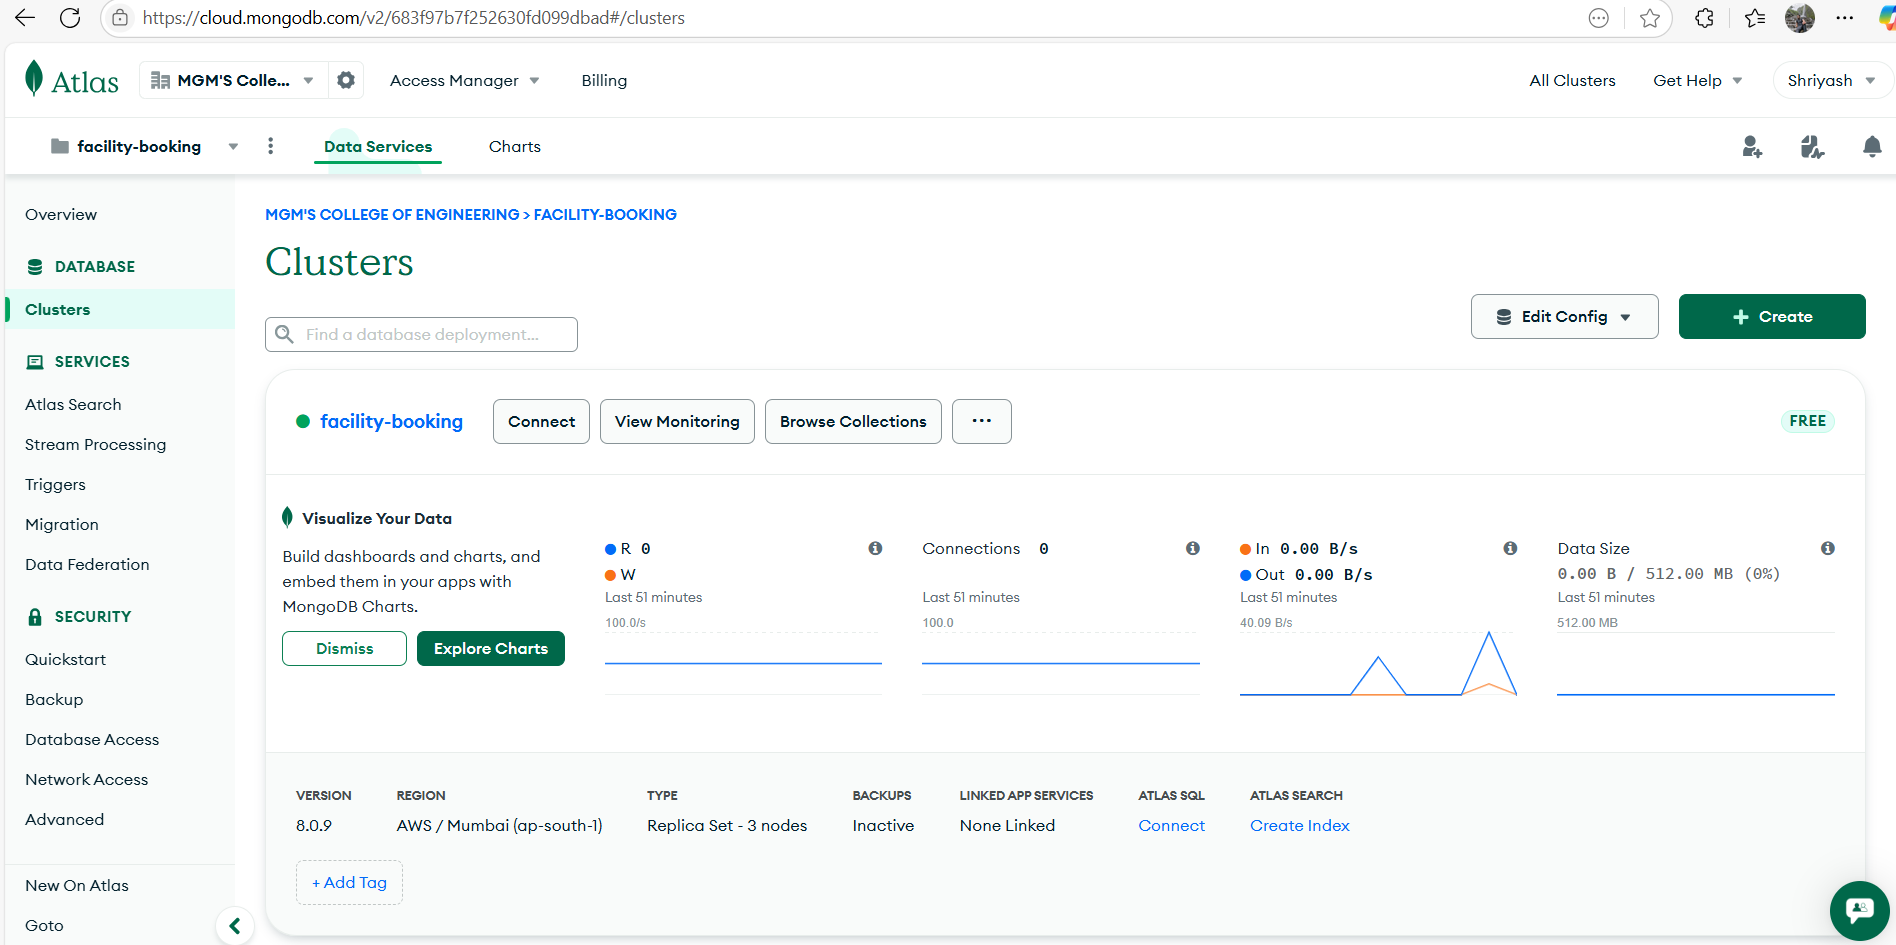 https://cloud.mongodb.com/v2/683f97b7f252630fd099dbad#/clusters
Atlas
MGM'S Colle...
Access Manager
Billing
All Clusters
Get Help
Shriyash
facility-booking
Data Services
Charts
Overview
DATABASE
Clusters
SERVICES
Atlas Search
Stream Processing
Triggers
Migration
Data Federation
SECURITY
Quickstart
Backup
Database Access
Network Access
Advanced
New On Atlas
Goto
MGM'S COLLEGE OF ENGINEERING > FACILITY-BOOKING
Clusters
Find a database deployment...
Edit Config
+ Create
facility-booking
Connect
View Monitoring
Browse Collections
...
FREE
Visualize Your Data
Build dashboards and charts, and
embed them in your apps with
MongoDB Charts.
Dismiss
Explore Charts
R 0
W
Last 51 minutes
100.0/s
Connections 0
Last 51 minutes
100.0
In 0.00 B/s
Out 0.00 B/s
Last 51 minutes
40.09 B/s
Data Size
0.00 B / 512.00 MB (0%)
Last 51 minutes
512.00 MB
VERSION
8.0.9
REGION
AWS / Mumbai (ap-south-1)
TYPE
Replica Set - 3 nodes
BACKUPS
Inactive
LINKED APP SERVICES
None Linked
ATLAS SQL
Connect
ATLAS SEARCH
Create Index
+ Add Tag